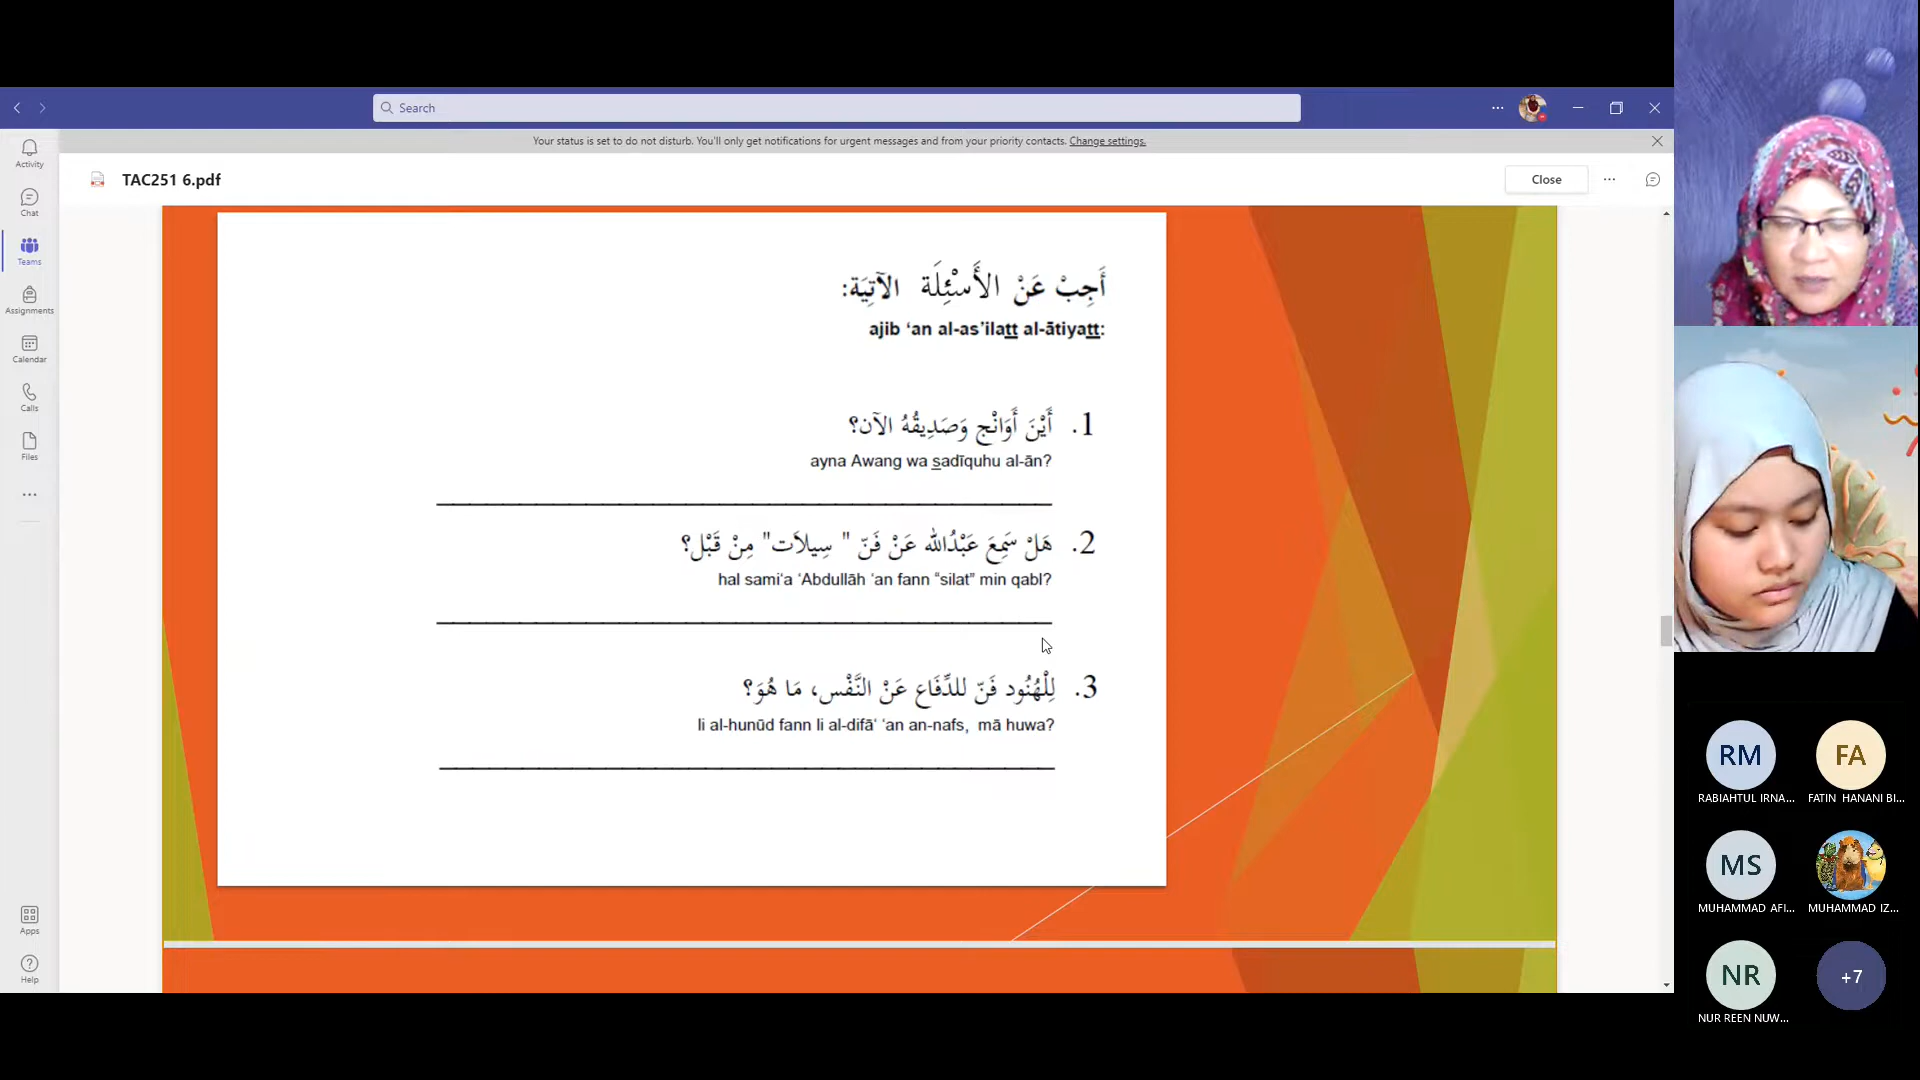 Search
Your status is set to do not disturb. You'll only get notifications for urgent messages and from your priority contacts. Change settings.
TAC251 6.pdf
Close
Activity
Chat
Teams
Assignments
Calendar
Calls
Files
Apps
Help
أَجِبْ عَنْ الأَسْئِلَة الآتِيَة:
ajib ‘an al-as’ilatt al-ātiyatt:
1. أَيْنَ أَوَانْج وَصَدِيقُهُ الآن؟
ayna Awang wa sadīquhu al-ān?
2. هَلْ سَمِعَ عَبْدُالله عَنْ فَنّ " سِيلاَت" مِنْ قَبْل؟
hal sami‘a ‘Abdullāh ‘an fann “silat” min qabl?
3. لِلْهُنُود فَنّ للدِّفَاع عَنْ النَّفْس، مَا هُوَ؟
li al-hunūd fann li al-difā‘ ‘an an-nafs, mā huwa?
RM
FA
RABIAHTUL IRNA...
FATIN HANANI BI...
MS
MUHAMMAD AFI...
MUHAMMAD IZ...
NR
+7
NUR REEN NUW...